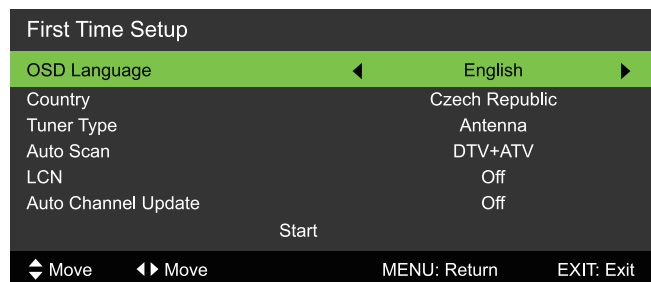 First Time Setup
OSD Language English
Country Czech Republic
Tuner Type Antenna
Auto Scan DTV+ATV
LCN Off
Auto Channel Update Off
Start
Move Move MENU: Return EXIT: Exit